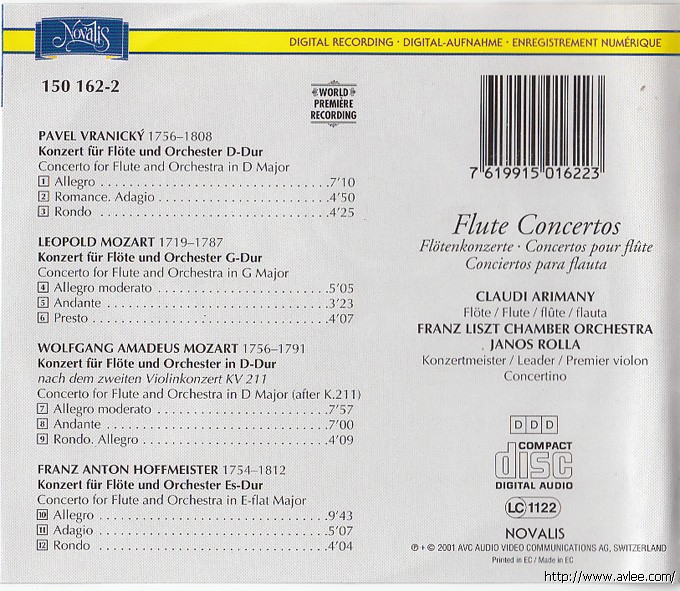 Novalis
DIGITAL RECORDING · DIGITAL-AUFNAHME · ENREGISTREMENT NUMÉRIQUE
150 162-2
WORLD
PREMIÈRE
RECORDING
PAVEL VRANICKÝ 1756–1808
Konzert für Flöte und Orchester D-Dur
Concerto for Flute and Orchestra in D Major
1 Allegro . . . . . . . . . . . . . . . . . . . . . . . . . . .7’10
2 Romance. Adagio . . . . . . . . . . . . . . . . . . . . .4’50
3 Rondo . . . . . . . . . . . . . . . . . . . . . . . . . . . .4’25
LEOPOLD MOZART 1719–1787
Konzert für Flöte und Orchester G-Dur
Concerto for Flute and Orchestra in G Major
4 Allegro moderato . . . . . . . . . . . . . . . . . . . . .5’05
5 Andante . . . . . . . . . . . . . . . . . . . . . . . . . . .3’23
6 Presto . . . . . . . . . . . . . . . . . . . . . . . . . . . .4’07
WOLFGANG AMADEUS MOZART 1756–1791
Konzert für Flöte und Orchester in D-Dur
nach dem zweiten Violinkonzert KV 211
Concerto for Flute and Orchestra in D Major (after K.211)
7 Allegro moderato . . . . . . . . . . . . . . . . . . . . .7’57
8 Andante . . . . . . . . . . . . . . . . . . . . . . . . . . .7’00
9 Rondo. Allegro . . . . . . . . . . . . . . . . . . . . . . .4’09
FRANZ ANTON HOFFMEISTER 1754–1812
Konzert für Flöte und Orchester Es-Dur
Concerto for Flute and Orchestra in E-flat Major
10 Allegro . . . . . . . . . . . . . . . . . . . . . . . . . . .9’43
11 Adagio . . . . . . . . . . . . . . . . . . . . . . . . . . .5’07
12 Rondo . . . . . . . . . . . . . . . . . . . . . . . . . . . .4’04
7 619915 016223
Flute Concertos
Flötenkonzerte · Concertos pour flûte
Conciertos para flauta
CLAUDI ARIMANY
Flöte / Flute / flûte / flauta
FRANZ LISZT CHAMBER ORCHESTRA
JANOS ROLLA
Konzertmeister / Leader / Premier violon
Concertino
D D D
COMPACT
disc
DIGITAL AUDIO
LC 1122
NOVALIS
℗ + © 2001 AVC AUDIO VIDEO COMMUNICATIONS AG, SWITZERLAND
Printed in EC / Made in EC
http://www.avlee.com/